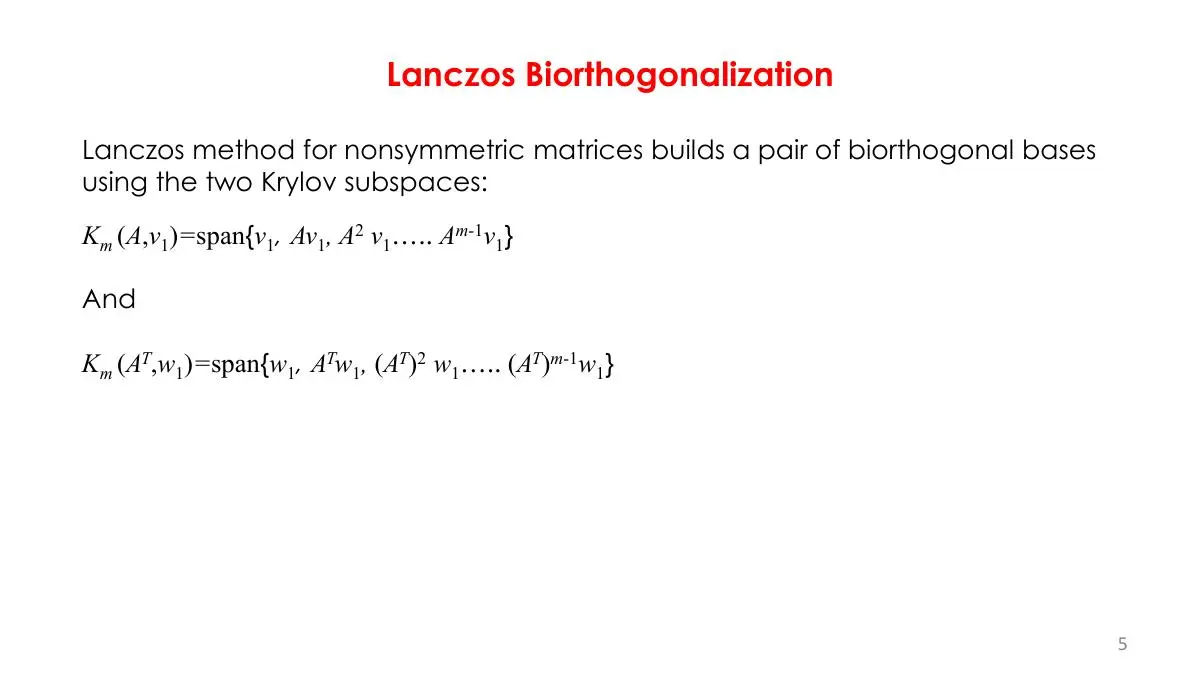 Lanczos Biorthogonalization
Lanczos method for nonsymmetric matrices builds a pair of biorthogonal bases
using the two Krylov subspaces:
Kₘ (A,v₁)=span{v₁, Av₁, A² v₁….. Aᵐ⁻¹v₁}
And
Kₘ (Aᵀ,w₁)=span{w₁, Aᵀw₁, (Aᵀ)² w₁….. (Aᵀ)ᵐ⁻¹w₁}
5